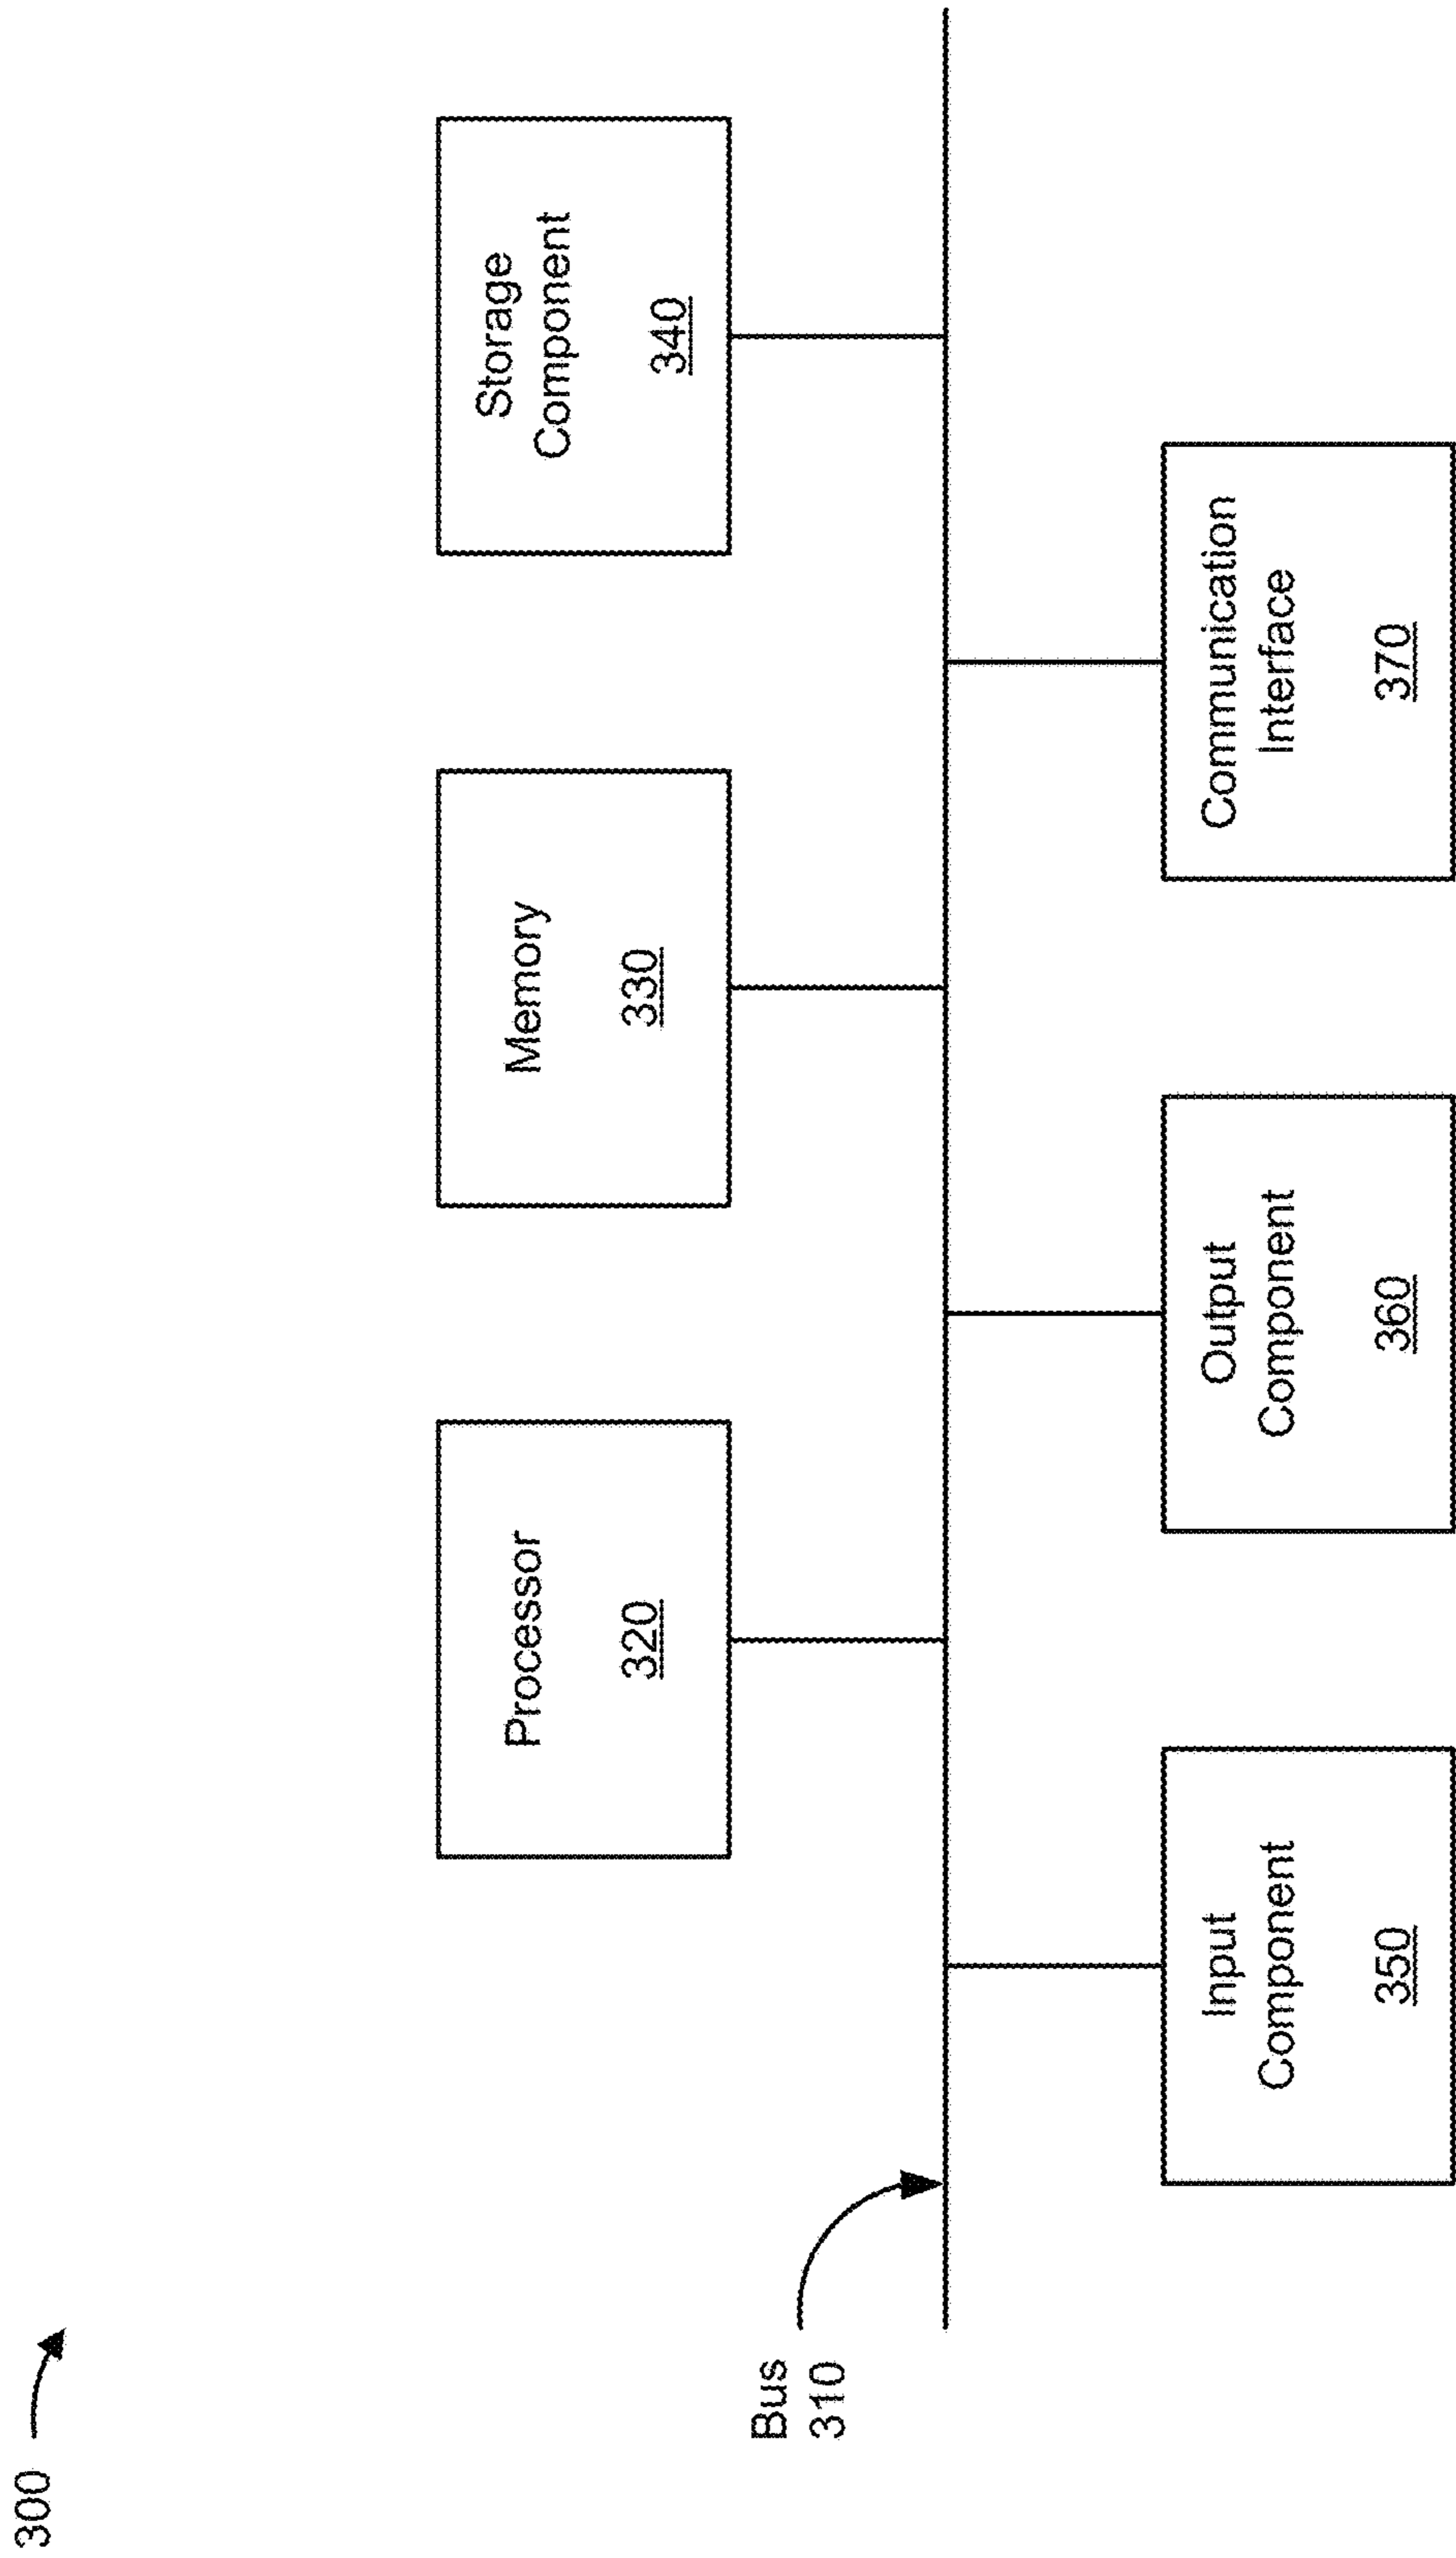 300
Processor
320
Memory
330
Storage
Component
340
Bus
310
Input
Component
350
Output
Component
360
Communication
Interface
370